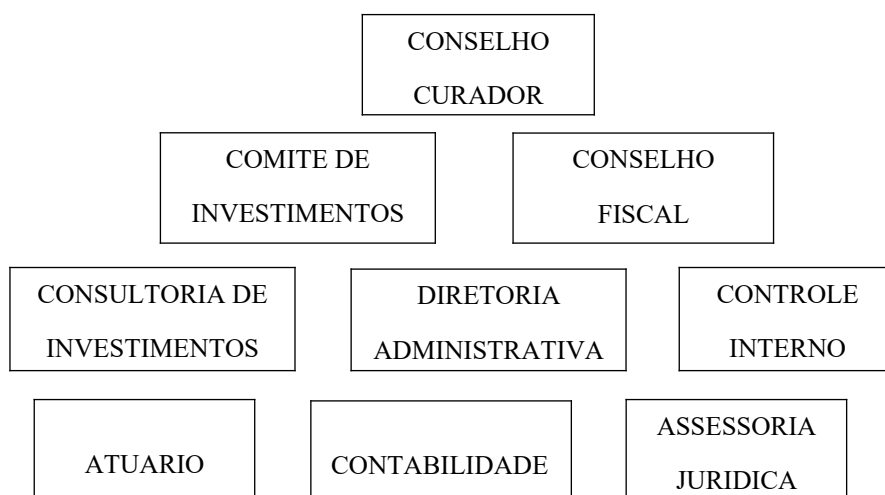 CONSELHO
CURADOR
COMITE DE
INVESTIMENTOS
CONSELHO
FISCAL
CONSULTORIA DE
INVESTIMENTOS
DIRETORIA
ADMINISTRATIVA
CONTROLE
INTERNO
ATUARIO
CONTABILIDADE
ASSESSORIA
JURIDICA